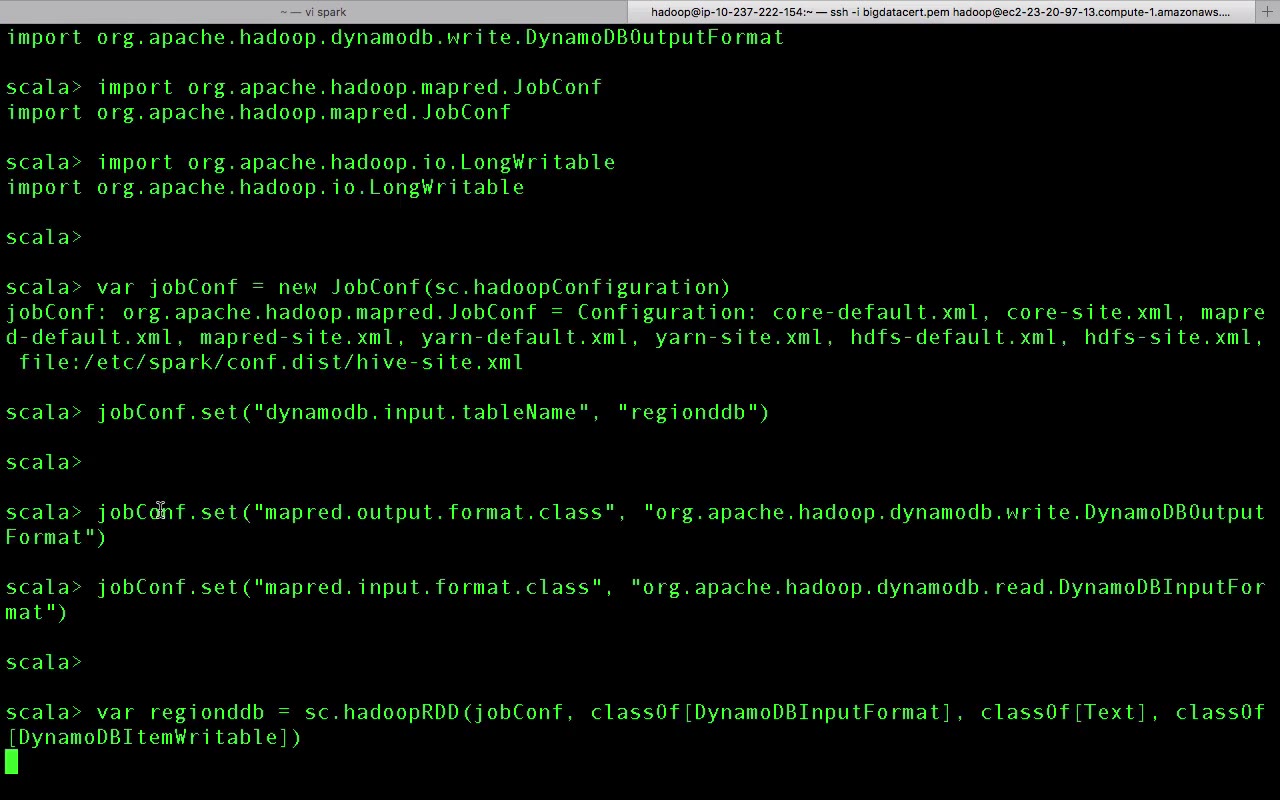 ~ — vi spark
hadoop@ip-10-237-222-154:~ — ssh -i bigdatacert.pem hadoop@ec2-23-20-97-13.compute-1.amazonaws....
import org.apache.hadoop.dynamodb.write.DynamoDBOutputFormat
scala> import org.apache.hadoop.mapred.JobConf
import org.apache.hadoop.mapred.JobConf
scala> import org.apache.hadoop.io.LongWritable
import org.apache.hadoop.io.LongWritable
scala>
scala> var jobConf = new JobConf(sc.hadoopConfiguration)
jobConf: org.apache.hadoop.mapred.JobConf = Configuration: core-default.xml, core-site.xml, mapre
d-default.xml, mapred-site.xml, yarn-default.xml, yarn-site.xml, hdfs-default.xml, hdfs-site.xml,
file:/etc/spark/conf.dist/hive-site.xml
scala> jobConf.set("dynamodb.input.tableName", "regionddb")
scala>
scala> jobConf.set("mapred.output.format.class", "org.apache.hadoop.dynamodb.write.DynamoDBOutput
Format")
scala> jobConf.set("mapred.input.format.class", "org.apache.hadoop.dynamodb.read.DynamoDBInputFor
mat")
scala>
scala> var regionddb = sc.hadoopRDD(jobConf, classOf[DynamoDBInputFormat], classOf[Text], classOf
[DynamoDBItemWritable])